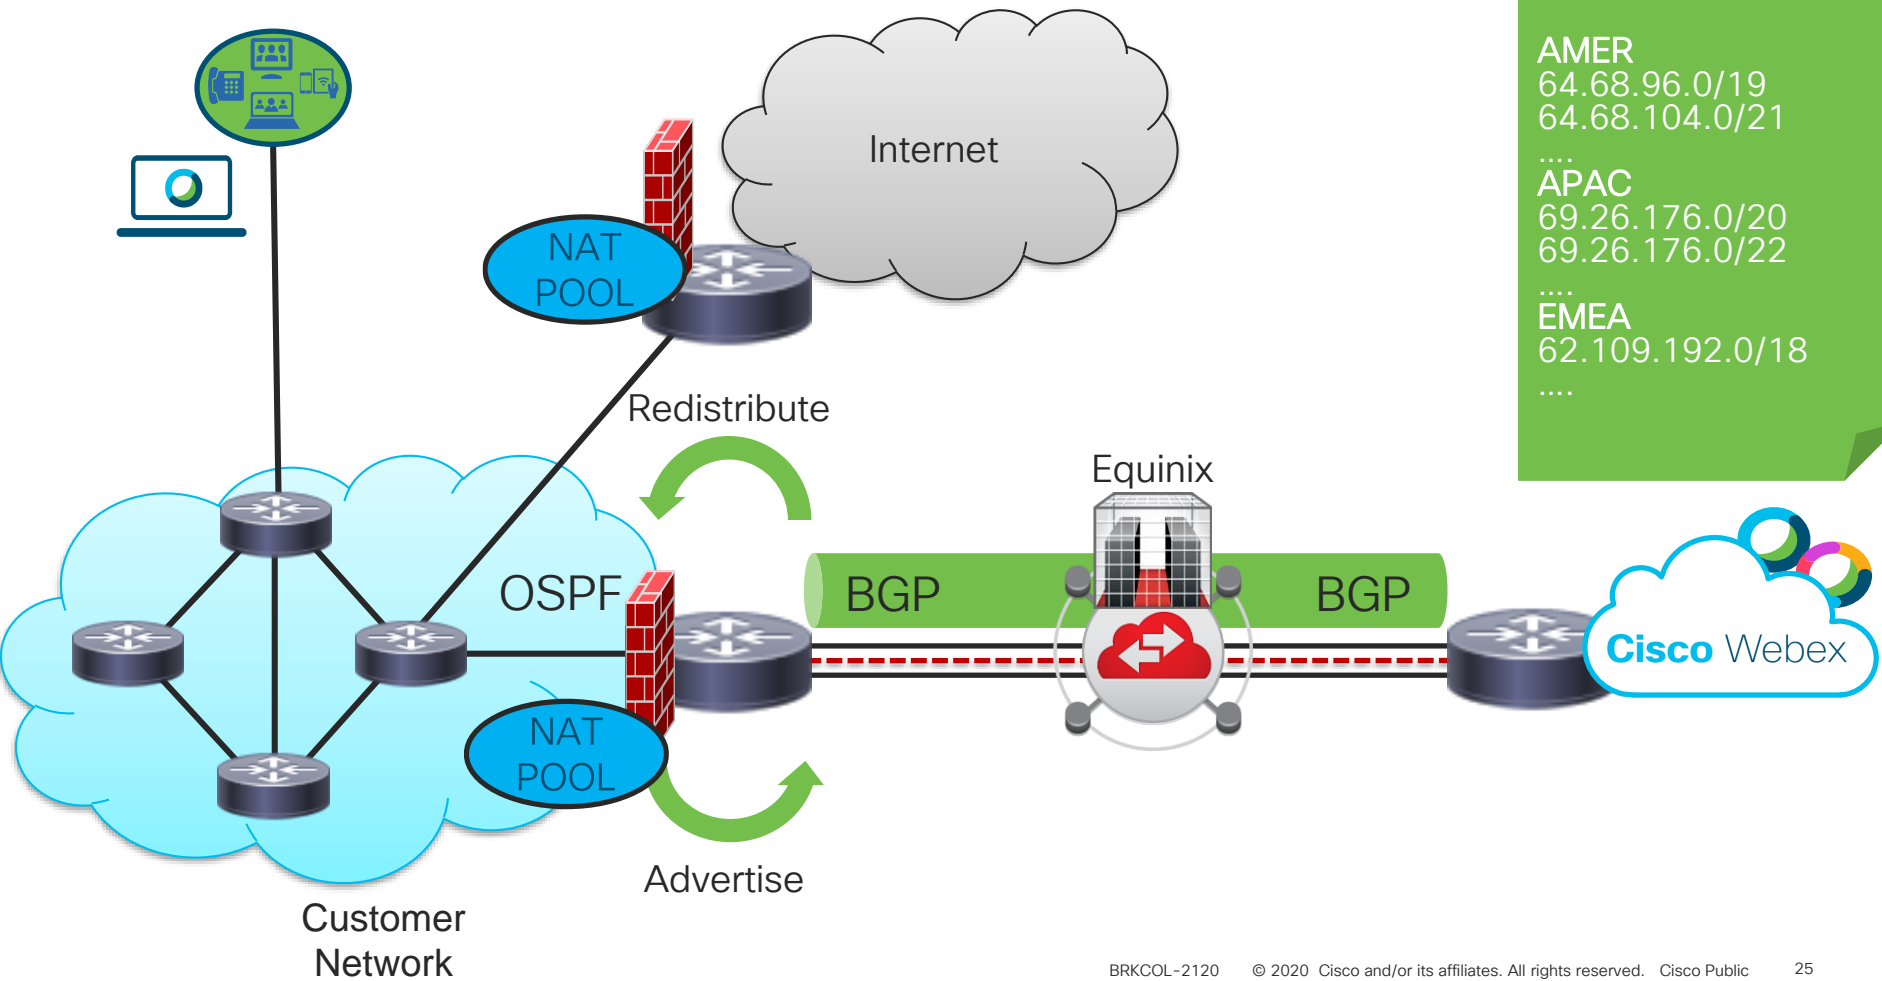 Internet
NAT
POOL
Redistribute
Equinix
OSPF
BGP
BGP
NAT
POOL
Advertise
Customer
Network
AMER
64.68.96.0/19
64.68.104.0/21
....
APAC
69.26.176.0/20
69.26.176.0/22
....
EMEA
62.109.192.0/18
....
Cisco Webex
BRKCOL-2120 © 2020 Cisco and/or its affiliates. All rights reserved. Cisco Public 25